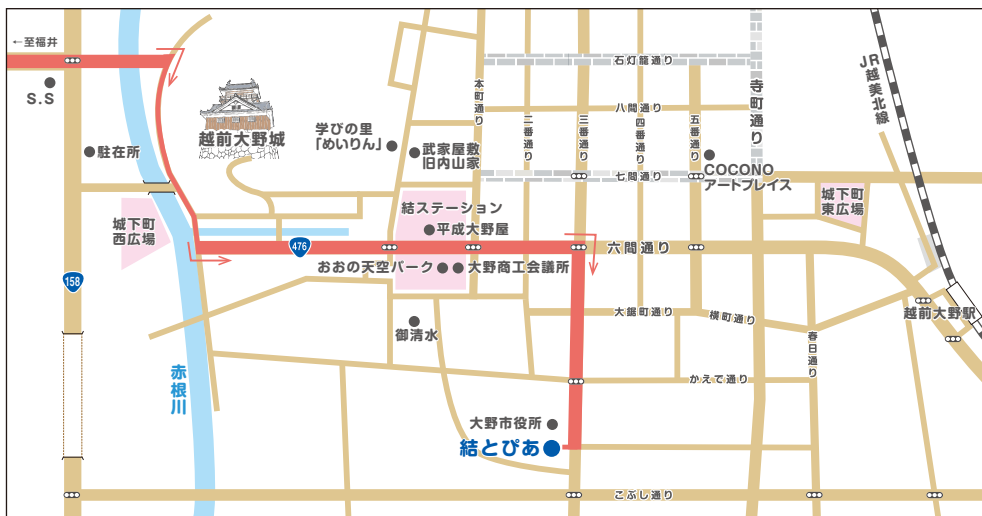 ←至福井
S.S
駐在所
越前大野城
学びの里
「めいりん」
武家屋敷
旧内山家
本町通り
二番通り
三番通り
四番通り
五番通り
石灯籠通り
八間通り
七間通り
寺町通り
JR越美北線
COCONO
アートプレイス
城下町
東広場
城下町
西広場
結ステーション
平成大野屋
476
六間通り
おおの天空パーク
大野商工会議所
158
御清水
大鋸町通り
横町通り
春日通り
越前大野駅
赤根川
かえで通り
大野市役所
結とぴあ
こぶし通り